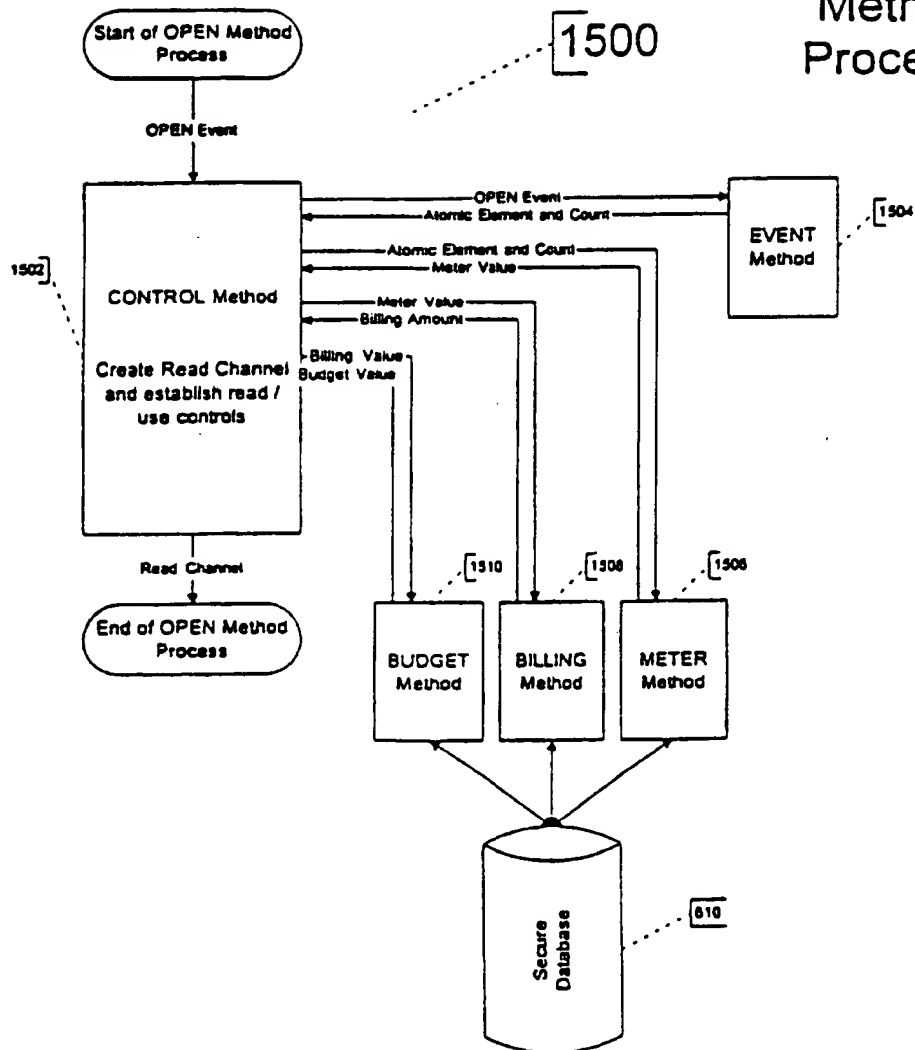 Start of OPEN Method
Process
1500
OPEN Event
OPEN Event
Atomic Element and Count
EVENT
Method
1504
1502
Atomic Element and Count
Meter Value
CONTROL Method
Meter Value
Billing Amount
Create Read Channel
and establish read /
use controls
Billing Value
Budget Value
Read Channel
End of OPEN Method
Process
1510
1508
1506
BUDGET
Method
BILLING
Method
METER
Method
Secure
Database
610